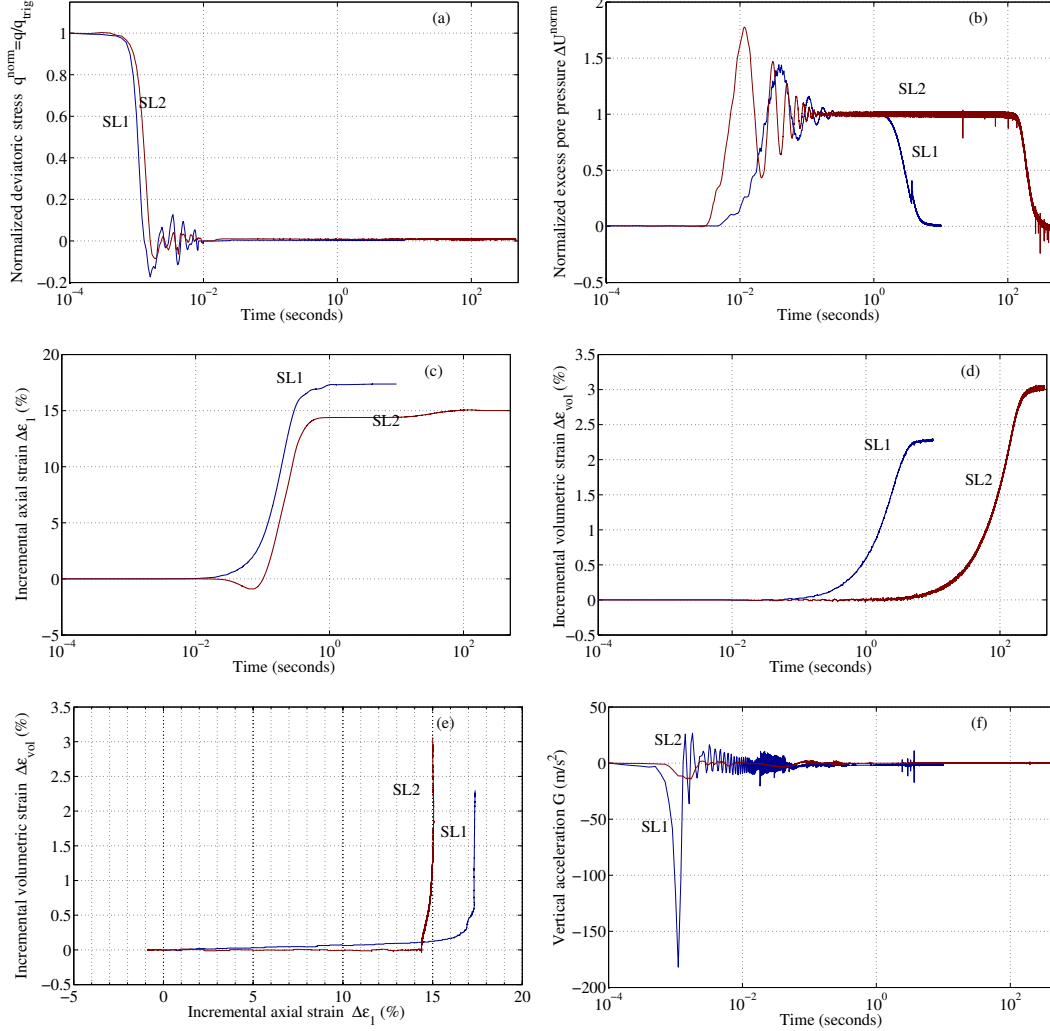 (a)
Normalized deviatoric stress q^norm=q/q_trig
1
0.8
0.6
0.4
0.2
0
−0.2
SL2
SL1
10^−4
10^−2
10^0
10^2
Time (seconds)
(b)
Normalized excess pore pressure ΔU^norm
2
1.5
1
0.5
0
−0.5
SL2
SL1
10^−4
10^−2
10^0
10^2
Time (seconds)
(c)
Incremental axial strain Δε_1 (%)
20
15
10
5
0
−5
SL1
SL2
10^−4
10^−2
10^0
10^2
Time (seconds)
(d)
Incremental volumetric strain Δε_vol (%)
3.5
3
2.5
2
1.5
1
0.5
0
−0.5
SL1
SL2
10^−4
10^−2
10^0
10^2
Time (seconds)
(e)
Incremental volumetric strain Δε_vol (%)
3.5
3
2.5
2
1.5
1
0.5
0
−0.5
SL2
SL1
−5
0
5
10
15
20
Incremental axial strain Δε_1 (%)
(f)
Vertical acceleration G (m/s^2)
50
0
−50
−100
−150
−200
SL2
SL1
10^−4
10^−2
10^0
10^2
Time (seconds)